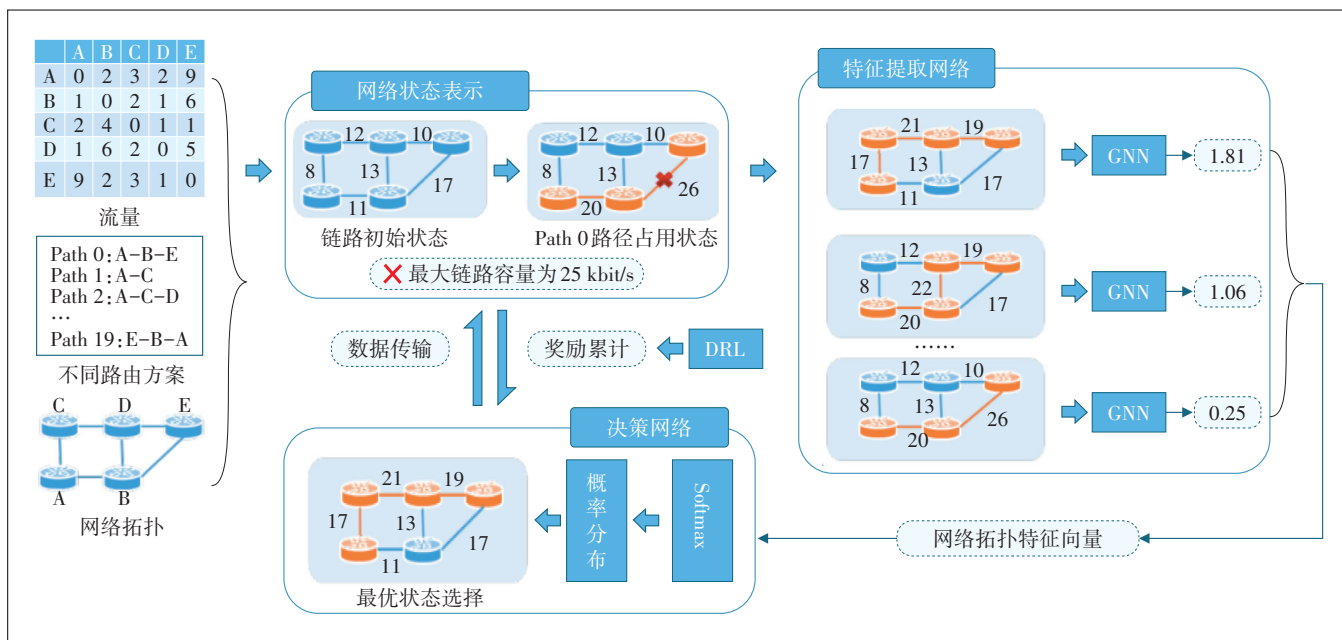 A B C D E
A 0 2 3 2 9
B 1 0 2 1 6
C 2 4 0 1 1
D 1 6 2 0 5
E 9 2 3 1 0
流量
Path 0:A-B-E
Path 1:A-C
Path 2:A-C-D
…
Path 19:E-B-A
不同路由方案
C D E
A B
网络拓扑
网络状态表示
12 10
8 13 17
11
链路初始状态
12 10
8 13 26
20
Path 0路径占用状态
最大链路容量为25 kbit/s
数据传输
奖励累计
DRL
特征提取网络
21 19
17 13 17
11
GNN
1.81
12 19
8 22 17
20
GNN
1.06
……
12 10
8 13 26
20
GNN
0.25
网络拓扑特征向量
决策网络
Softmax
概率分布
21 19
17 13 17
11
最优状态选择